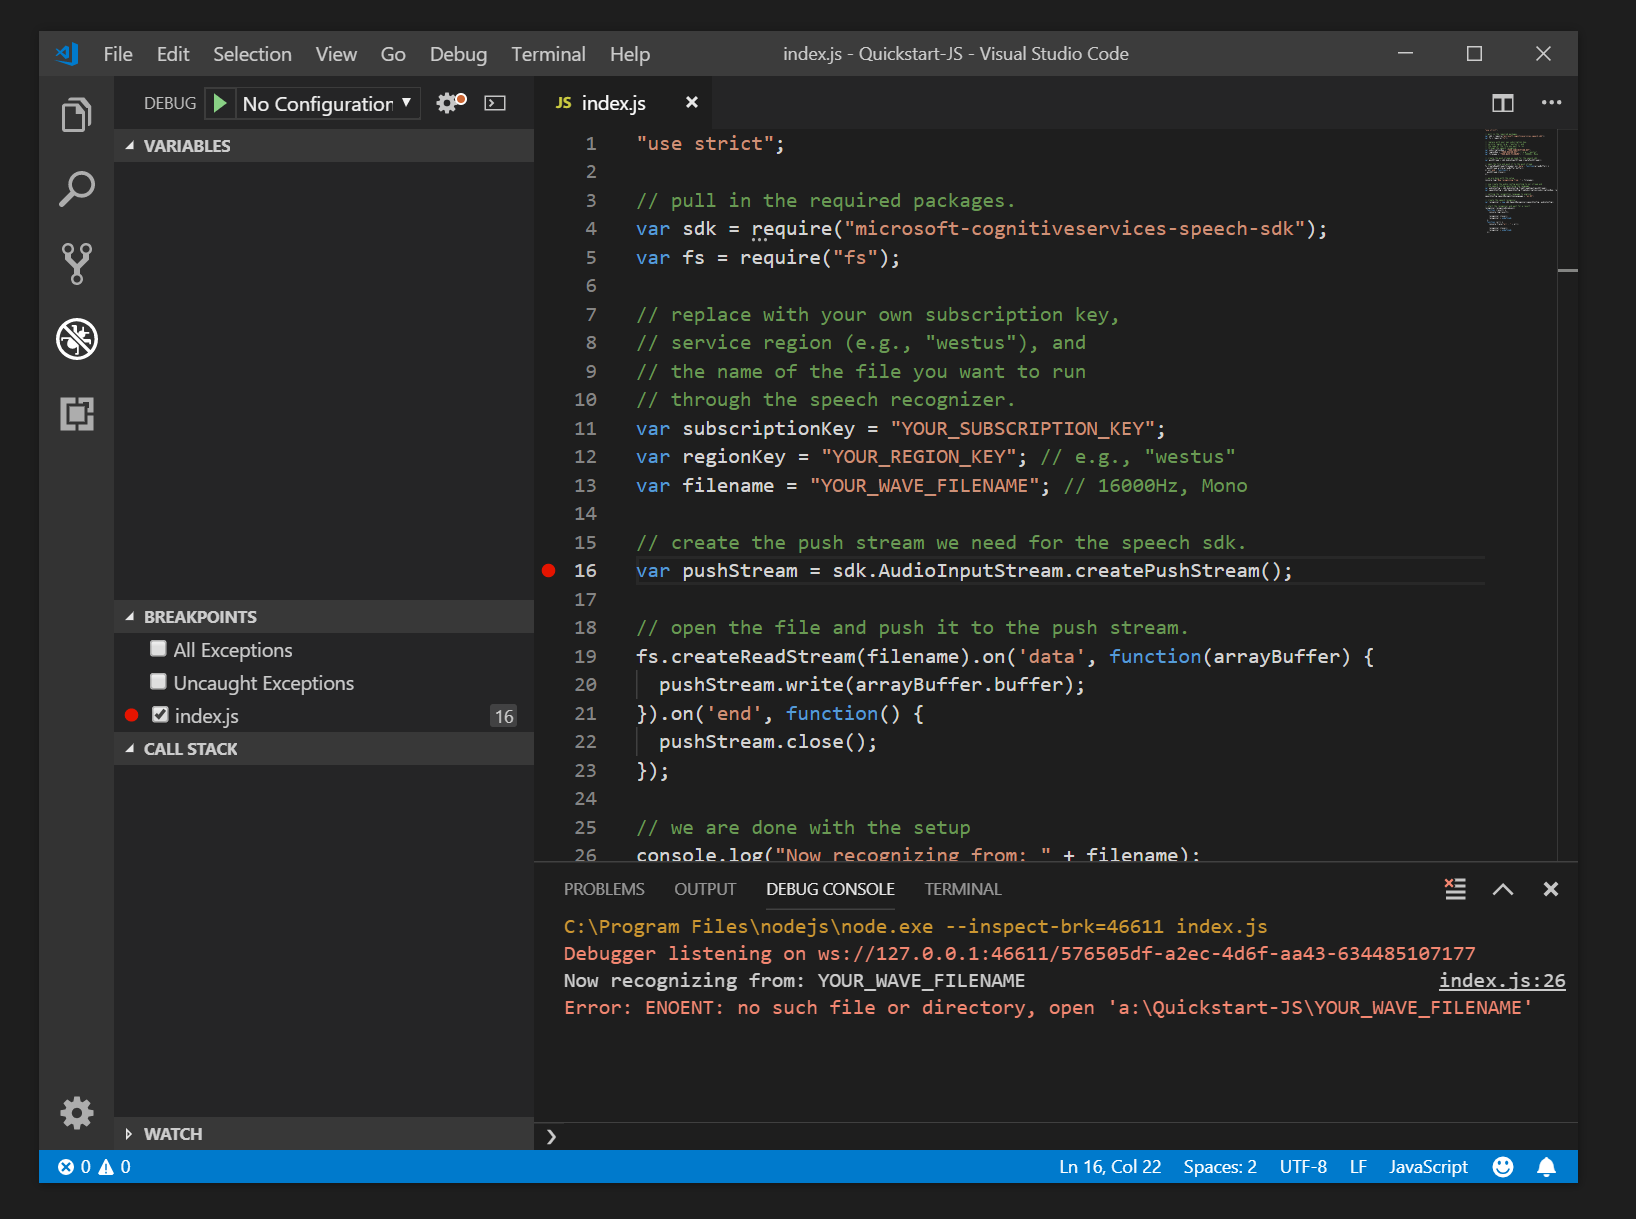 File Edit Selection View Go Debug Terminal Help
index.js - Quickstart-JS - Visual Studio Code
DEBUG No Configuration
VARIABLES
BREAKPOINTS
All Exceptions
Uncaught Exceptions
index.js 16
CALL STACK
WATCH
JS index.js
1 "use strict";
2
3 // pull in the required packages.
4 var sdk = require("microsoft-cognitiveservices-speech-sdk");
5 var fs = require("fs");
6
7 // replace with your own subscription key,
8 // service region (e.g., "westus"), and
9 // the name of the file you want to run
10 // through the speech recognizer.
11 var subscriptionKey = "YOUR_SUBSCRIPTION_KEY";
12 var regionKey = "YOUR_REGION_KEY"; // e.g., "westus"
13 var filename = "YOUR_WAVE_FILENAME"; // 16000Hz, Mono
14
15 // create the push stream we need for the speech sdk.
16 var pushStream = sdk.AudioInputStream.createPushStream();
17
18 // open the file and push it to the push stream.
19 fs.createReadStream(filename).on('data', function(arrayBuffer) {
20 pushStream.write(arrayBuffer.buffer);
21 }).on('end', function() {
22 pushStream.close();
23 });
24
25 // we are done with the setup
26 console.log("Now recognizing from: " + filename);
PROBLEMS OUTPUT DEBUG CONSOLE TERMINAL
C:\Program Files\nodejs\node.exe --inspect-brk=46611 index.js
Debugger listening on ws://127.0.0.1:46611/576505df-a2ec-4d6f-aa43-634485107177
Now recognizing from: YOUR_WAVE_FILENAME index.js:26
Error: ENOENT: no such file or directory, open 'a:\Quickstart-JS\YOUR_WAVE_FILENAME'
0 0 Ln 16, Col 22 Spaces: 2 UTF-8 LF JavaScript